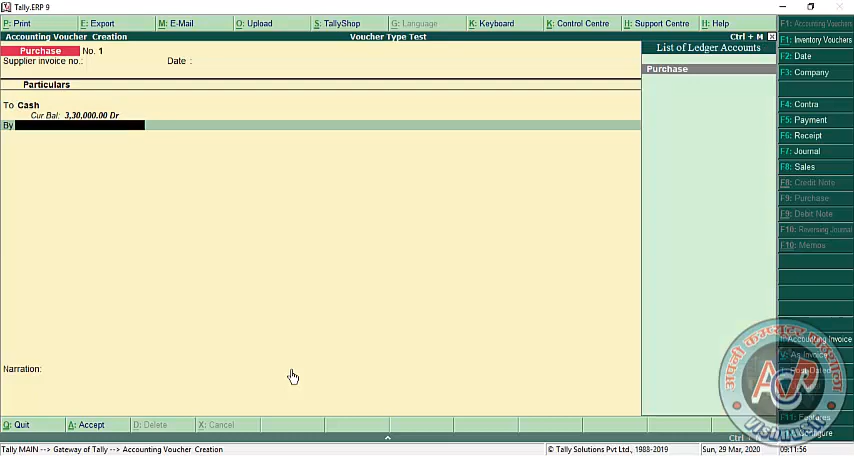 Tally.ERP 9
P: Print
E: Export
M: E-Mail
O: Upload
S: TallyShop
G: Language
K: Keyboard
K: Control Centre
H: Support Centre
H: Help
F1: Accounting Vouchers
Accounting Voucher Creation
Voucher Type Test
Ctrl + M
F1: Inventory Vouchers
Purchase
No. 1
List of Ledger Accounts
F2: Date
Supplier invoice no.:
Date :
Purchase
F3: Company
Particulars
To Cash
F4: Contra
Cur Bal: 3,30,000.00 Dr
F5: Payment
By
F6: Receipt
F7: Journal
F8: Sales
F8: Credit Note
F9: Purchase
F9: Debit Note
F10: Reversing Journal
F10: Memos
Accounting Invoice
V: As Invoice
Post-Dated
Narration:
F11: Features
Q: Quit
A: Accept
D: Delete
X: Cancel
Ctrl +
Tally MAIN --> Gateway of Tally --> Accounting Voucher Creation
© Tally Solutions Pvt Ltd., 1988-2019
Sun, 29 Mar, 2020
09:11:56